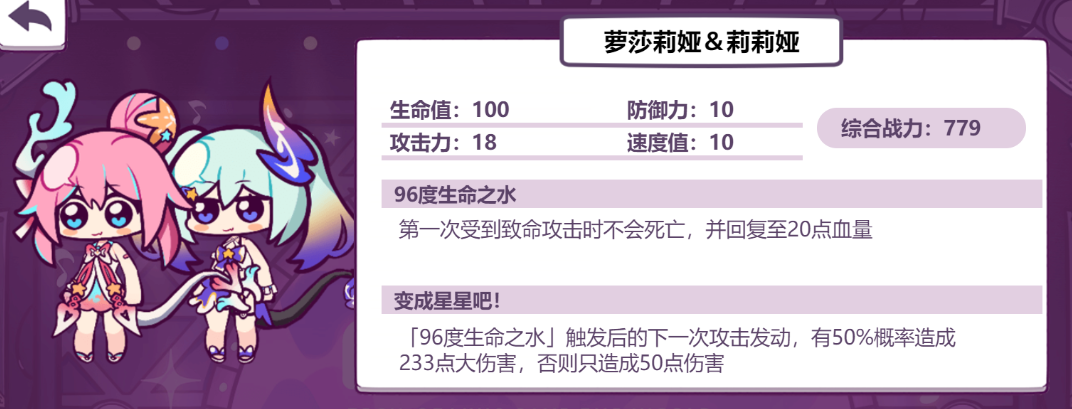 萝莎莉娅＆莉莉娅
生命值：100 防御力：10
攻击力：18 速度值：10
综合战力：779
96度生命之水
第一次受到致命攻击时不会死亡，并回复至20点血量
变成星星吧！
「96度生命之水」触发后的下一次攻击发动，有50%概率造成
233点大伤害，否则只造成50点伤害